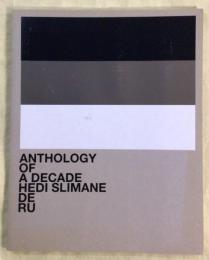 ANTHOLOGY
OF
A DECADE
HEDI SLIMANE
DE
RU